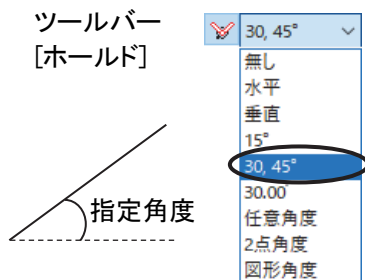 ツールバー
[ホールド]
30, 45°
無し
水平
垂直
15°
30, 45°
30.00°
任意角度
2点角度
図形角度
指定角度